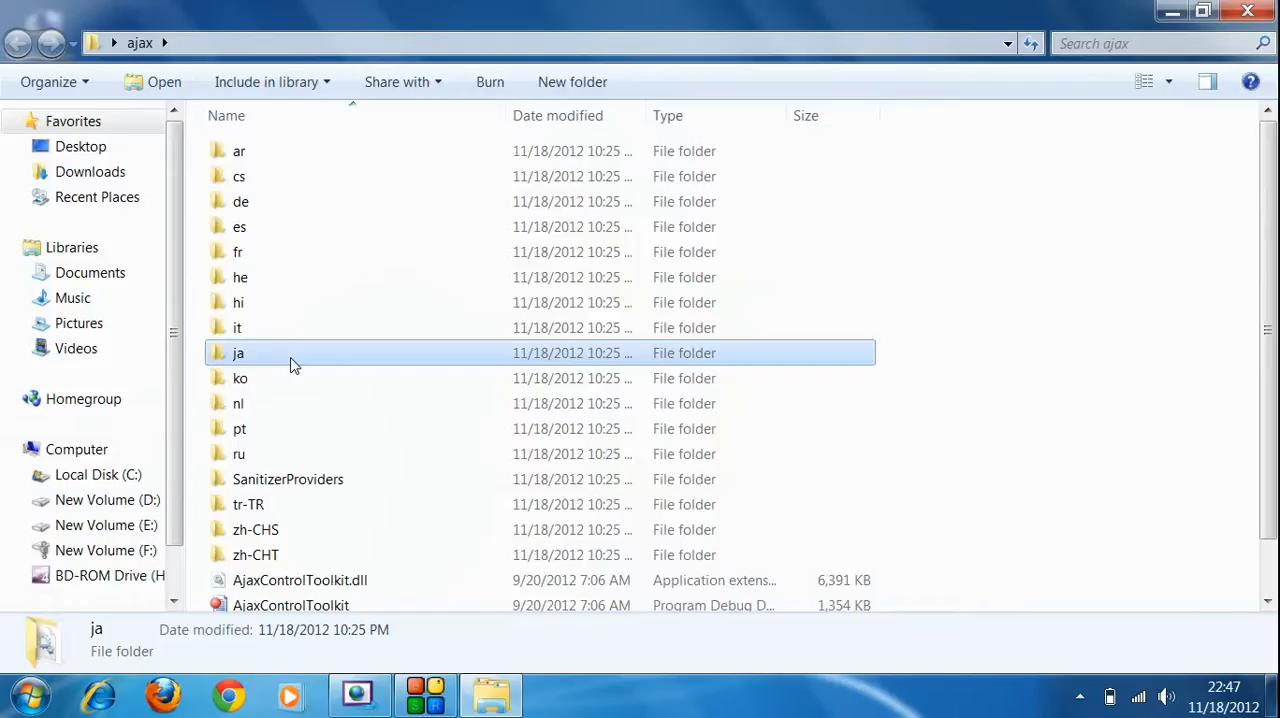 ajax
Search ajax
Organize Open Include in library Share with Burn New folder
Name Date modified Type Size
Favorites
Desktop
Downloads
Recent Places
Libraries
Documents
Music
Pictures
Videos
Homegroup
Computer
Local Disk (C:)
New Volume (D:)
New Volume (E:)
New Volume (F:)
BD-ROM Drive (H
ar 11/18/2012 10:25 ... File folder
cs 11/18/2012 10:25 ... File folder
de 11/18/2012 10:25 ... File folder
es 11/18/2012 10:25 ... File folder
fr 11/18/2012 10:25 ... File folder
he 11/18/2012 10:25 ... File folder
hi 11/18/2012 10:25 ... File folder
it 11/18/2012 10:25 ... File folder
ja 11/18/2012 10:25 ... File folder
ko 11/18/2012 10:25 ... File folder
nl 11/18/2012 10:25 ... File folder
pt 11/18/2012 10:25 ... File folder
ru 11/18/2012 10:25 ... File folder
SanitizerProviders 11/18/2012 10:25 ... File folder
tr-TR 11/18/2012 10:25 ... File folder
zh-CHS 11/18/2012 10:25 ... File folder
zh-CHT 11/18/2012 10:25 ... File folder
AjaxControlToolkit.dll 9/20/2012 7:06 AM Application extens... 6,391 KB
AjaxControlToolkit 9/20/2012 7:06 AM Program Debug D... 1,354 KB
ja Date modified: 11/18/2012 10:25 PM
File folder
S R
22:47
11/18/2012